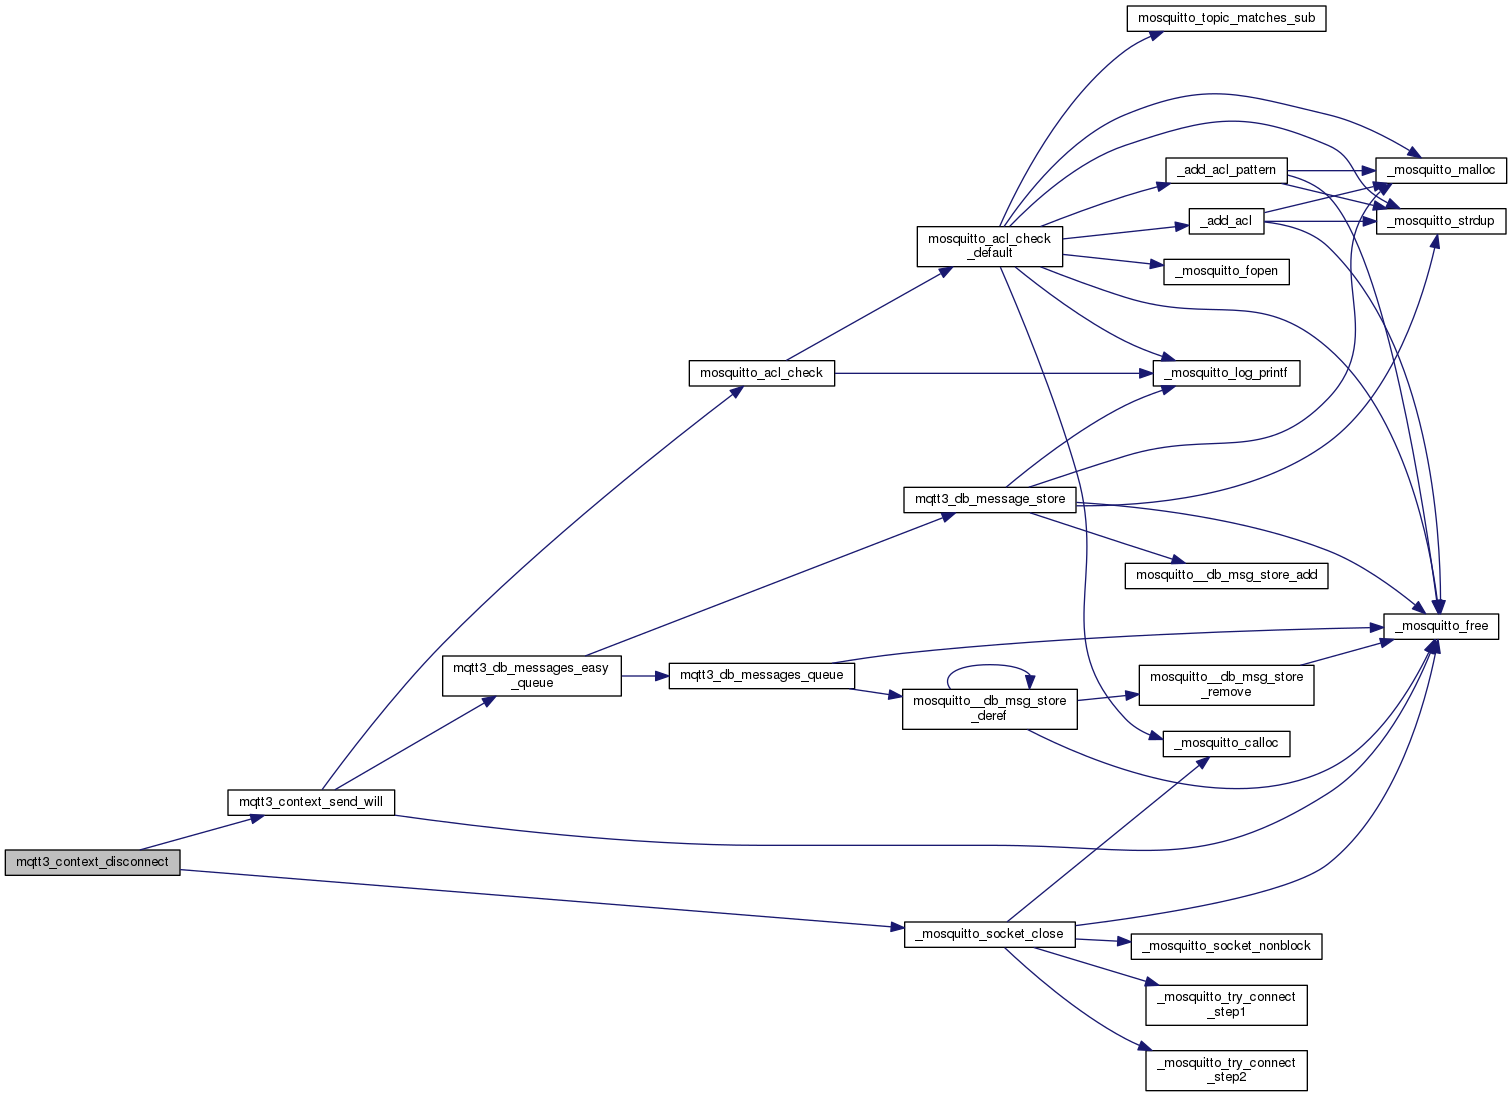 mosquitto_topic_matches_sub
_add_acl_pattern
_mosquitto_malloc
_add_acl
_mosquitto_strdup
mosquitto_acl_check
_default
_mosquitto_fopen
mosquitto_acl_check
_mosquitto_log_printf
mqtt3_db_message_store
mosquitto__db_msg_store_add
_mosquitto_free
mqtt3_db_messages_easy
_queue
mqtt3_db_messages_queue
mosquitto__db_msg_store
_remove
mosquitto__db_msg_store
_deref
_mosquitto_calloc
mqtt3_context_send_will
mqtt3_context_disconnect
_mosquitto_socket_close
_mosquitto_socket_nonblock
_mosquitto_try_connect
_step1
_mosquitto_try_connect
_step2